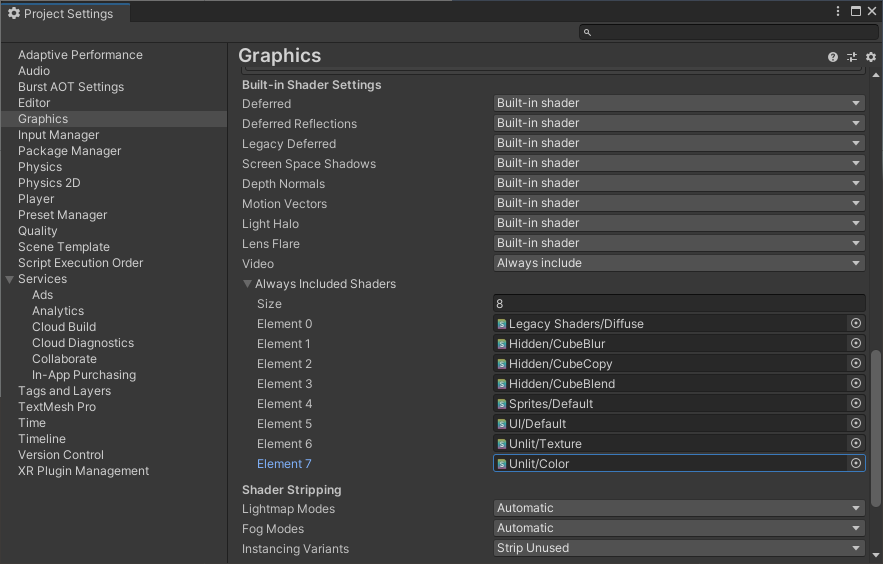 Project Settings
Adaptive Performance
Audio
Burst AOT Settings
Editor
Graphics
Input Manager
Package Manager
Physics
Physics 2D
Player
Preset Manager
Quality
Scene Template
Script Execution Order
Services
Ads
Analytics
Cloud Build
Cloud Diagnostics
Collaborate
In-App Purchasing
Tags and Layers
TextMesh Pro
Time
Timeline
Version Control
XR Plugin Management
Graphics
Built-in Shader Settings
Deferred Built-in shader
Deferred Reflections Built-in shader
Legacy Deferred Built-in shader
Screen Space Shadows Built-in shader
Depth Normals Built-in shader
Motion Vectors Built-in shader
Light Halo Built-in shader
Lens Flare Built-in shader
Video Always include
Always Included Shaders
Size 8
Element 0 Legacy Shaders/Diffuse
Element 1 Hidden/CubeBlur
Element 2 Hidden/CubeCopy
Element 3 Hidden/CubeBlend
Element 4 Sprites/Default
Element 5 UI/Default
Element 6 Unlit/Texture
Element 7 Unlit/Color
Shader Stripping
Lightmap Modes Automatic
Fog Modes Automatic
Instancing Variants Strip Unused